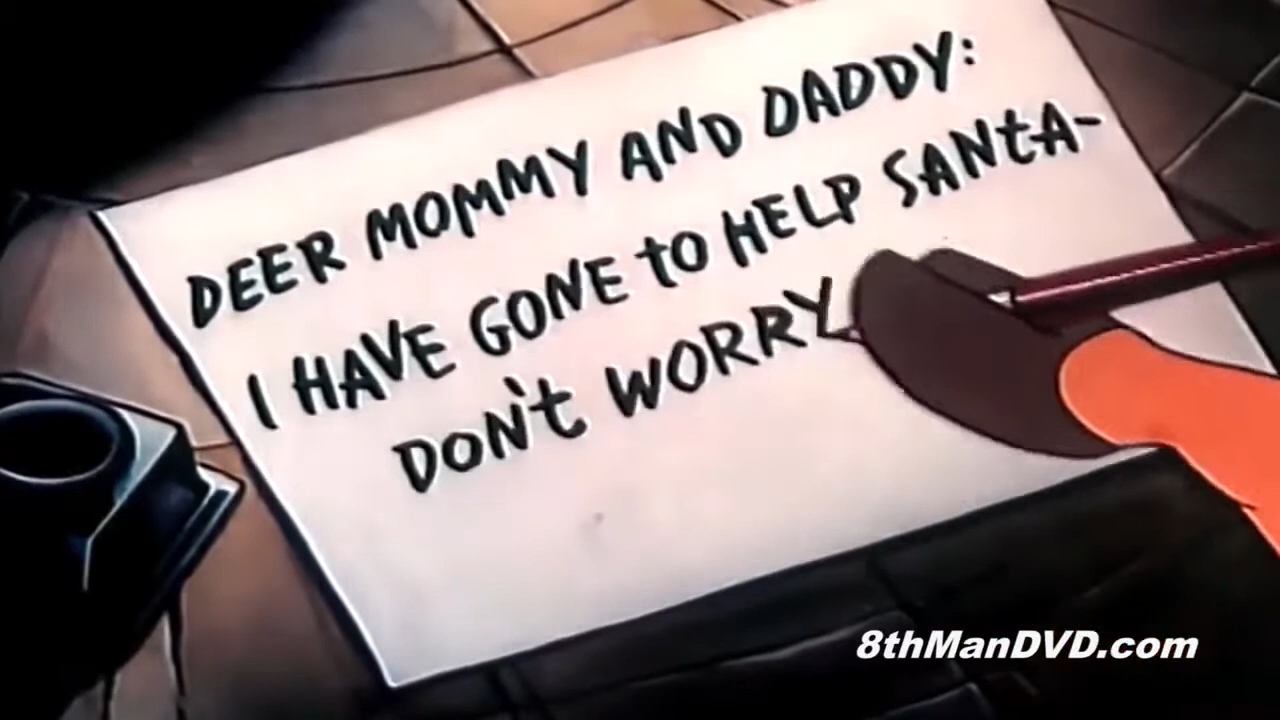 DEER MOMMY AND DADDY:
I HAVE GONE tO HELP SANtA-
DON't WORRY
8thManDVD.com